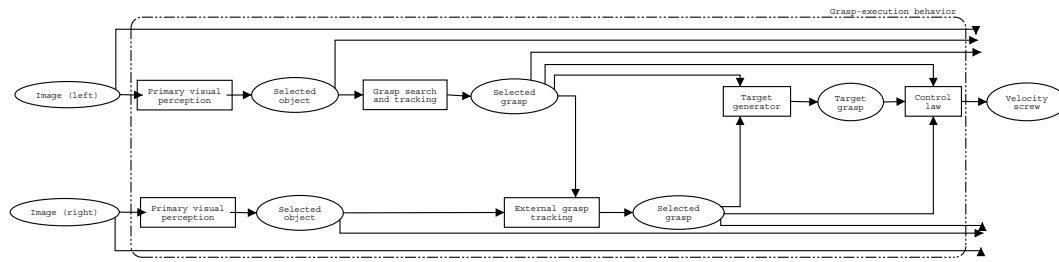 Grasp-execution behavior
Image (left)
Primary visual
perception
Selected
object
Grasp search
and tracking
Selected
grasp
Target
generator
Target
grasp
Control
law
Velocity
screw
Image (right)
Primary visual
perception
Selected
object
External grasp
tracking
Selected
grasp